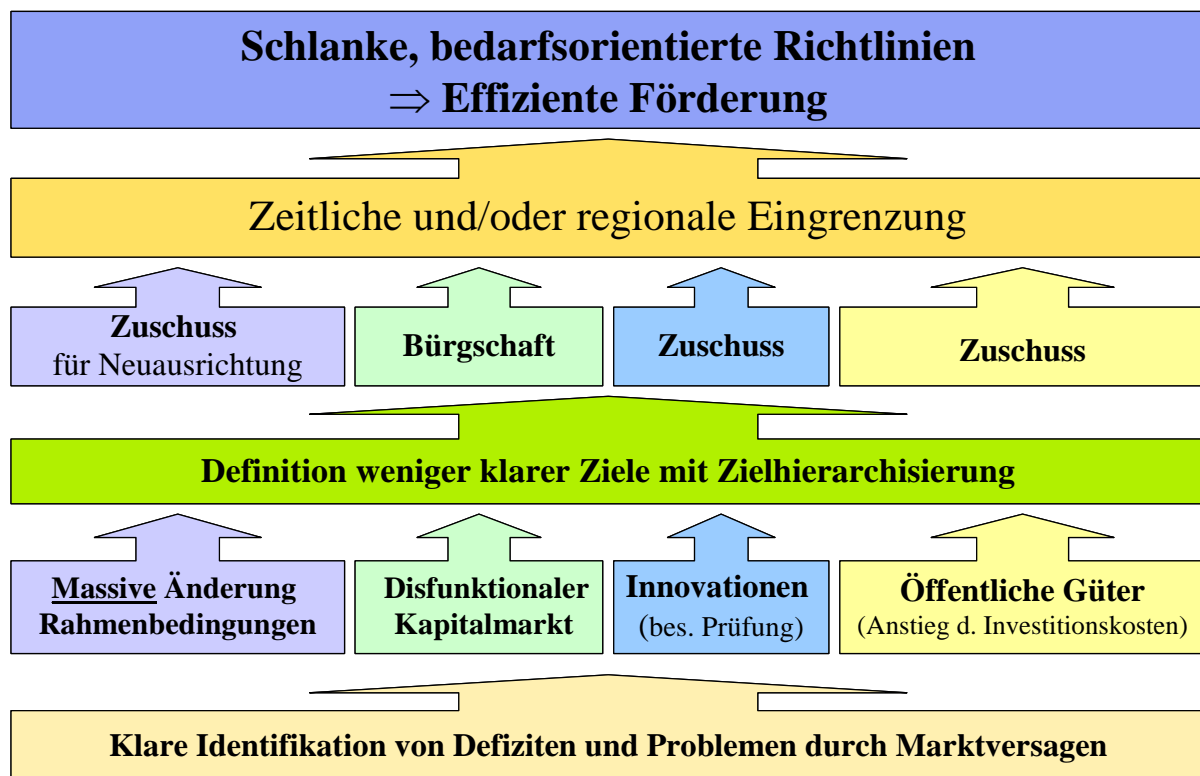 Schlanke, bedarfsorientierte Richtlinien
⇒ Effiziente Förderung
Zeitliche und/oder regionale Eingrenzung
Zuschuss
für Neuausrichtung
Bürgschaft
Zuschuss
Zuschuss
Definition weniger klarer Ziele mit Zielhierarchisierung
Massive Änderung
Rahmenbedingungen
Disfunktionaler
Kapitalmarkt
Innovationen
(bes. Prüfung)
Öffentliche Güter
(Anstieg d. Investitionskosten)
Klare Identifikation von Defiziten und Problemen durch Marktversagen